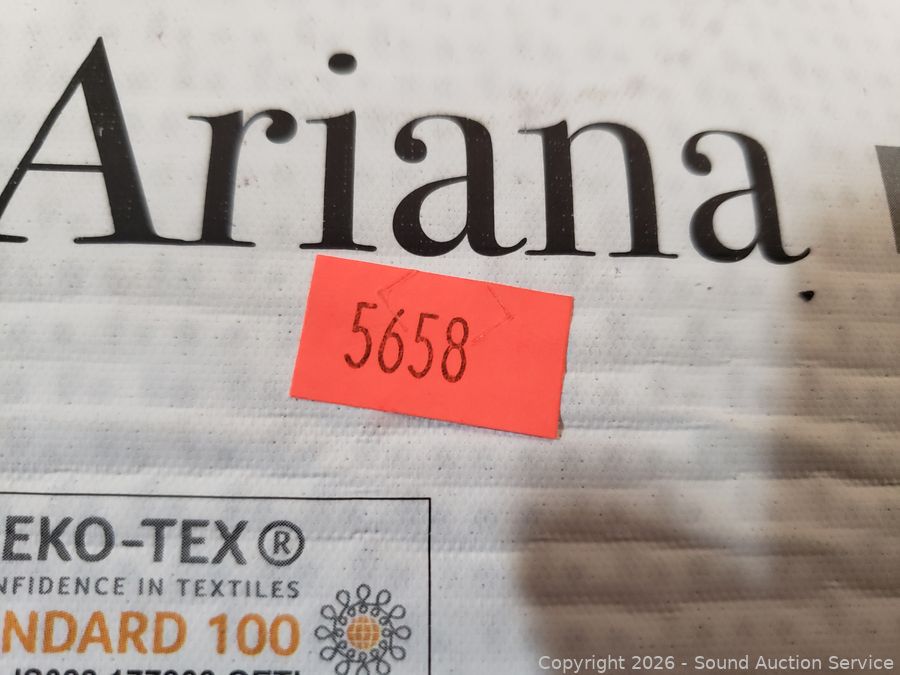 Ariana
5658
EKO-TEX®
NFIDENCE IN TEXTILES
NDARD 100
Copyright 2026 - Sound Auction Service